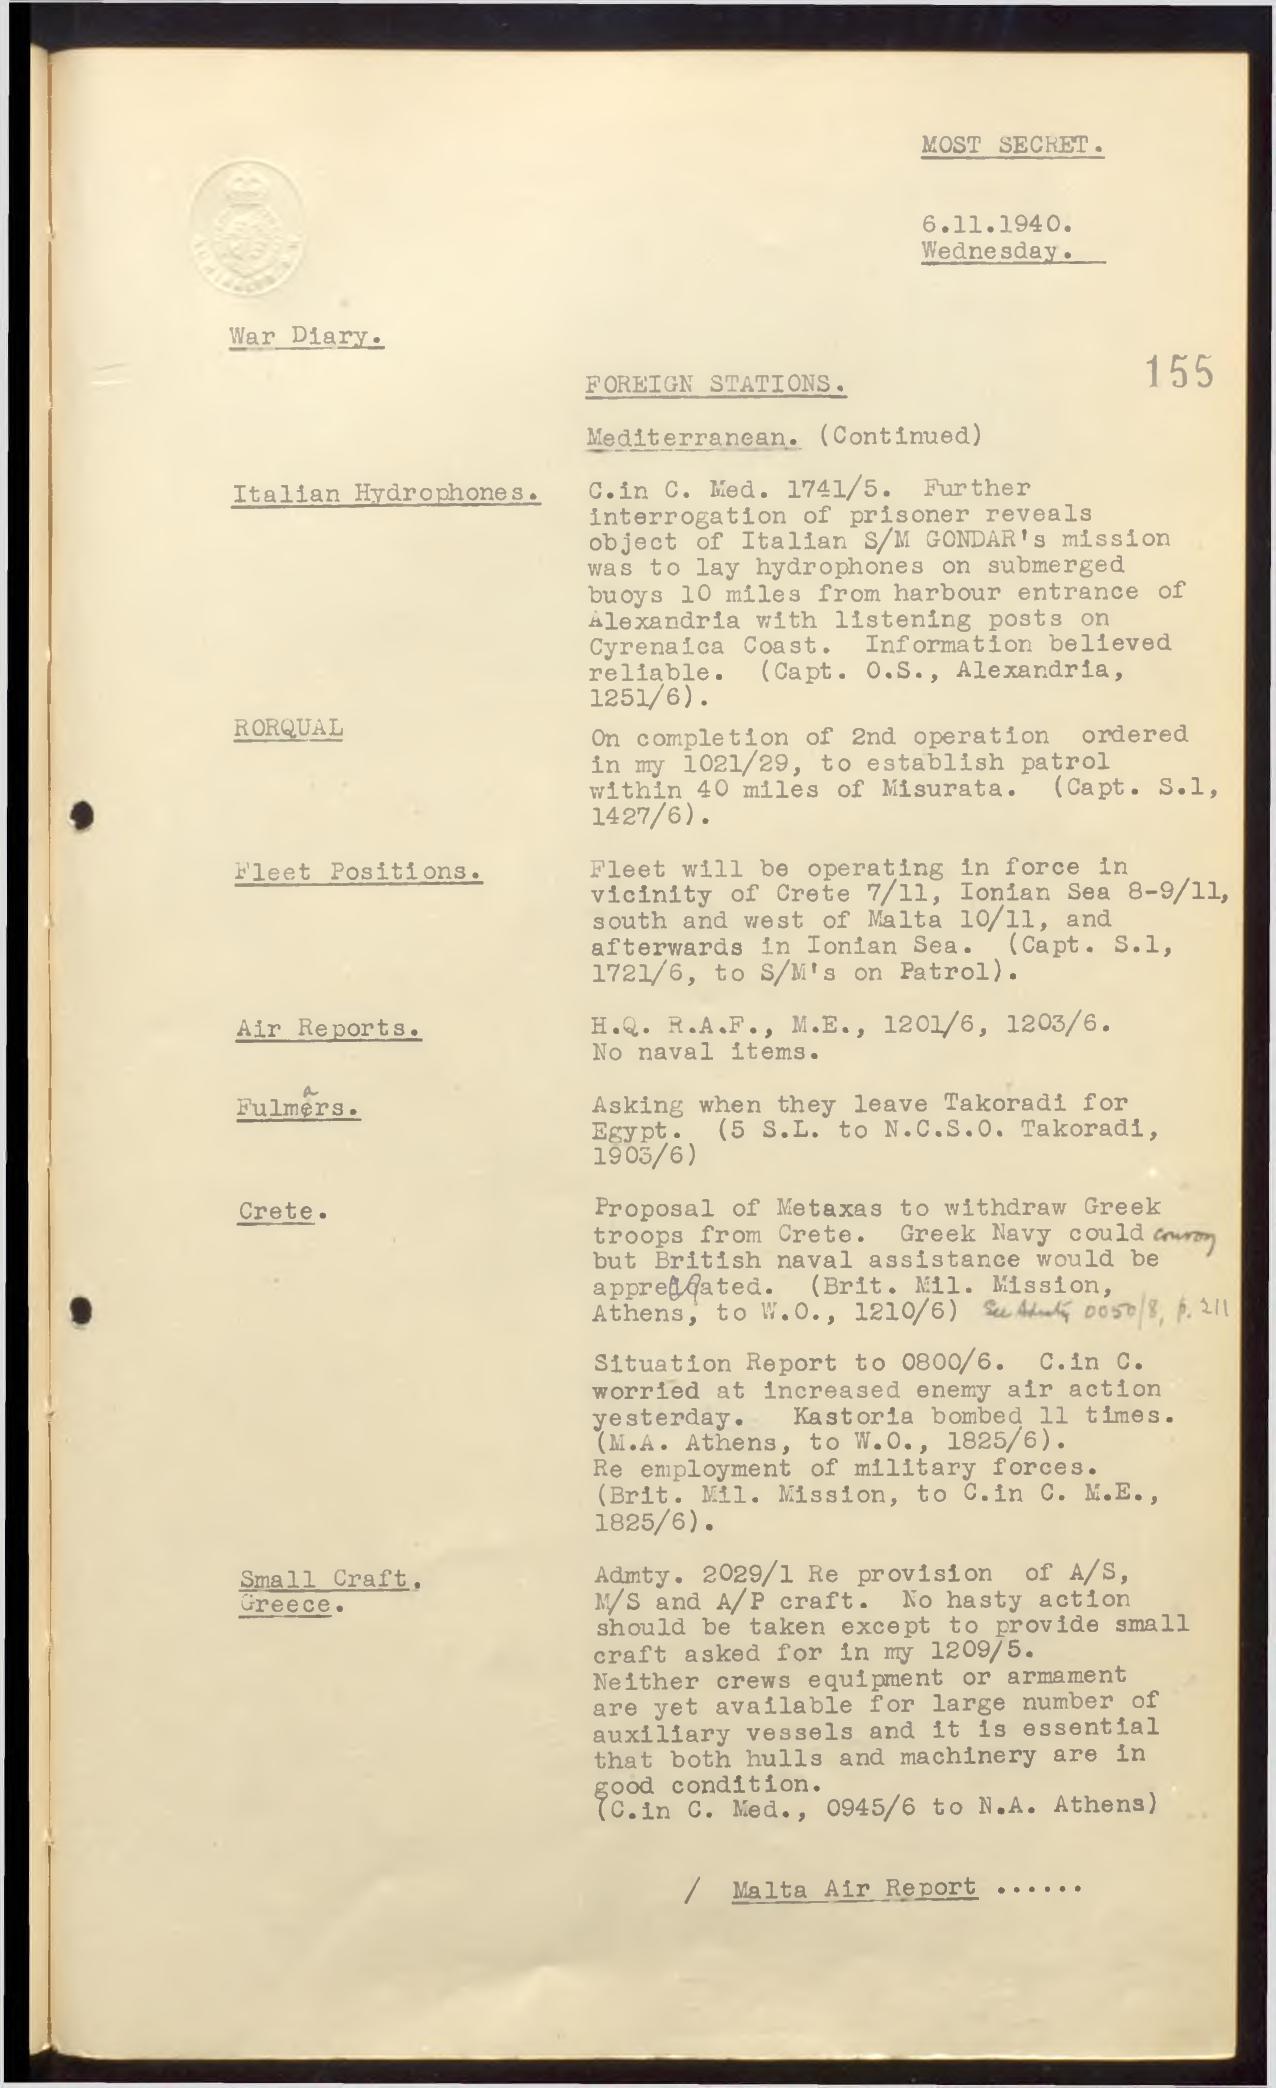 MOST SECRET.
6.11.1940.
Wednesday.
War Diary.
155
FOREIGN STATIONS.
Mediterranean. (Continued)
Italian Hydrophones.
C.in C. Med. 1741/5. Further
interrogation of prisoner reveals
object of Italian S/M GONDAR's mission
was to lay hydrophones on submerged
buoys 10 miles from harbour entrance of
Alexandria with listening posts on
Cyrenaica Coast. Information believed
reliable. (Capt. O.S., Alexandria,
1251/6).
RORQUAL
On completion of 2nd operation ordered
in my 1021/29, to establish patrol
within 40 miles of Misurata. (Capt. S.1,
1427/6).
Fleet Positions.
Fleet will be operating in force in
vicinity of Crete 7/11, Ionian Sea 8-9/11,
south and west of Malta 10/11, and
afterwards in Ionian Sea. (Capt. S.1,
1721/6, to S/M's on Patrol).
Air Reports.
H.Q. R.A.F., M.E., 1201/6, 1203/6.
No naval items.
Fulmars.
Asking when they leave Takoradi for
Egypt. (5 S.L. to N.C.S.O. Takoradi,
1903/6)
Crete.
Proposal of Metaxas to withdraw Greek
troops from Crete. Greek Navy could convoy
but British naval assistance would be
appreciated. (Brit. Mil. Mission,
Athens, to W.O., 1210/6) See Admty 0050/8, p. 211
Situation Report to 0800/6. C.in C.
worried at increased enemy air action
yesterday. Kastoria bombed 11 times.
(M.A. Athens, to W.O., 1825/6).
Re employment of military forces.
(Brit. Mil. Mission, to C.in C. M.E.,
1825/6).
Small Craft.
Greece.
Admty. 2029/1 Re provision of A/S,
M/S and A/P craft. No hasty action
should be taken except to provide small
craft asked for in my 1209/5.
Neither crews equipment or armament
are yet available for large number of
auxiliary vessels and it is essential
that both hulls and machinery are in
good condition.
(C.in C. Med., 0945/6 to N.A. Athens)
/ Malta Air Report ......